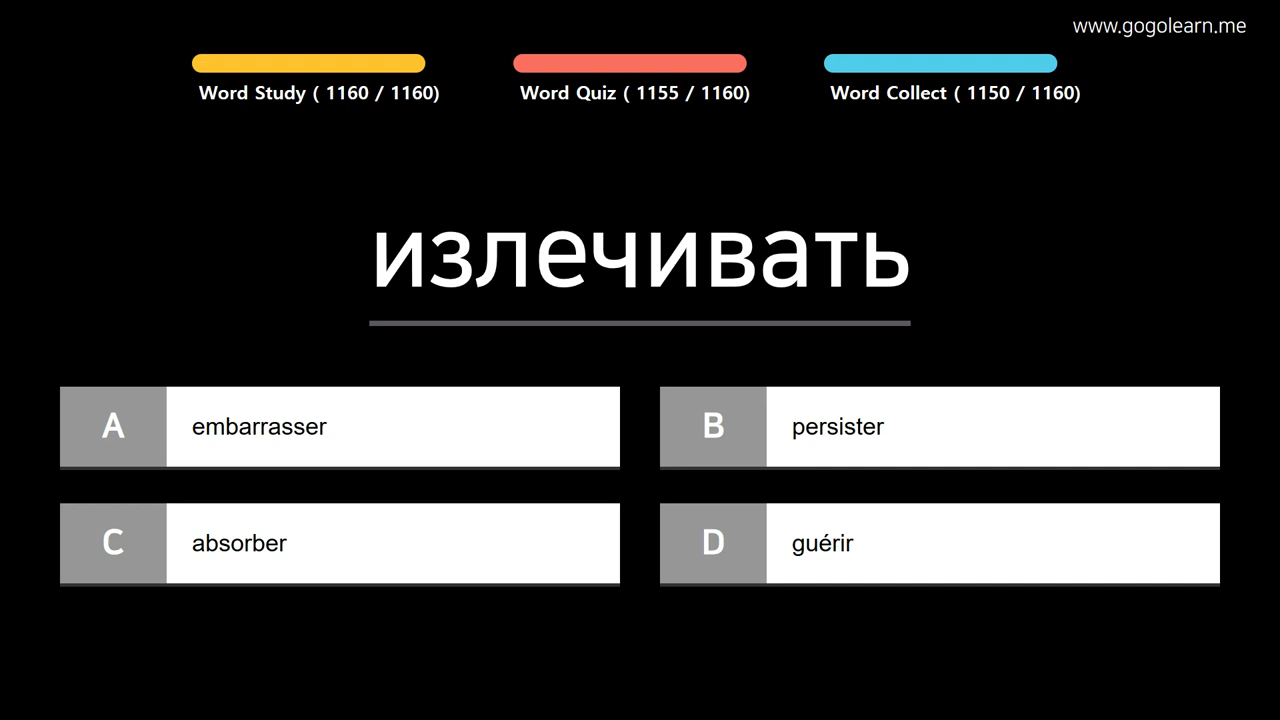 www.gogolearn.me
Word Study ( 1160 / 1160)
Word Quiz ( 1155 / 1160)
Word Collect ( 1150 / 1160)
излечивать
A embarrasser
B persister
C absorber
D guérir